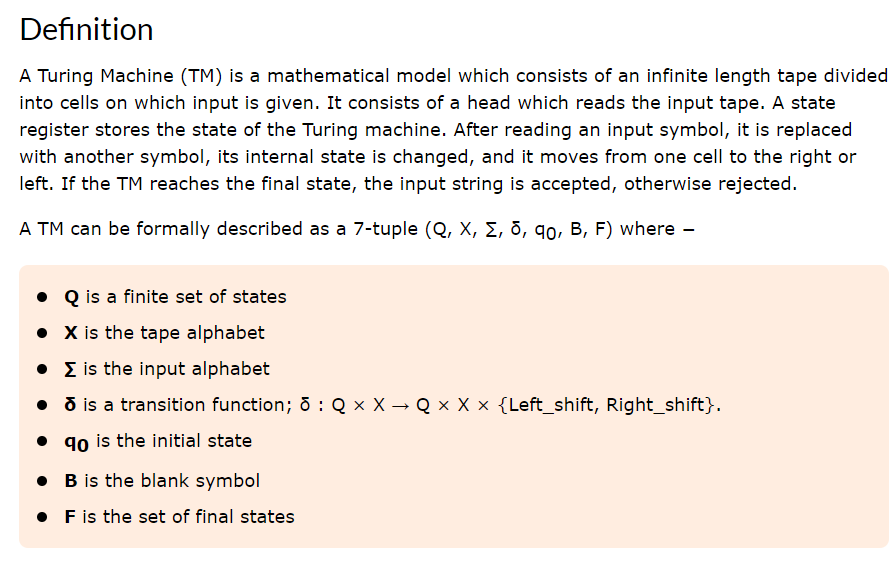 Definition
A Turing Machine (TM) is a mathematical model which consists of an infinite length tape divided
into cells on which input is given. It consists of a head which reads the input tape. A state
register stores the state of the Turing machine. After reading an input symbol, it is replaced
with another symbol, its internal state is changed, and it moves from one cell to the right or
left. If the TM reaches the final state, the input string is accepted, otherwise rejected.
A TM can be formally described as a 7-tuple (Q, X, ∑, δ, q₀, B, F) where −
● Q is a finite set of states
● X is the tape alphabet
● ∑ is the input alphabet
● δ is a transition function; δ : Q × X → Q × X × {Left_shift, Right_shift}.
● q₀ is the initial state
● B is the blank symbol
● F is the set of final states